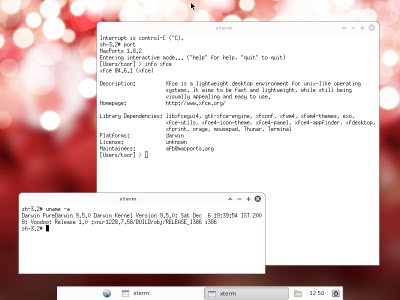 xterm
Interrupt is control-C (^C).
sh-3.2# port
MacPorts 1.8.2
Entering interactive mode... ("help" for help, "quit" to quit)
[Users/toor] > info xfce
xfce @4.6.1 (xfce)
Description: Xfce is a lightweight desktop environment for unix-like operating
systems. It aims to be fast and lightweight, while still being
visually appealing and easy to use.
Homepage: http://www.xfce.org/
Library Dependencies: libxfcegui4, gtk-xfce-engine, xfconf, xfwm4, xfwm4-themes, exo,
xfce-utils, xfce4-icon-theme, xfce4-panel, xfce4-appfinder, xfdesktop,
xfprint, orage, mousepad, Thunar, Terminal
Platforms: darwin
License: unknown
Maintainers: afb@macports.org
[Users/toor] >
xterm
sh-3.2# uname -a
Darwin PureDarwin 9.5.0 Darwin Kernel Version 9.5.0: Sat Dec 6 19:39:54 IST 200
8; Voodoo: Release 1.0 :xnu-1228.7.58/BUILD/obj/RELEASE_I386 i386
sh-3.2#
xterm xterm 12:50